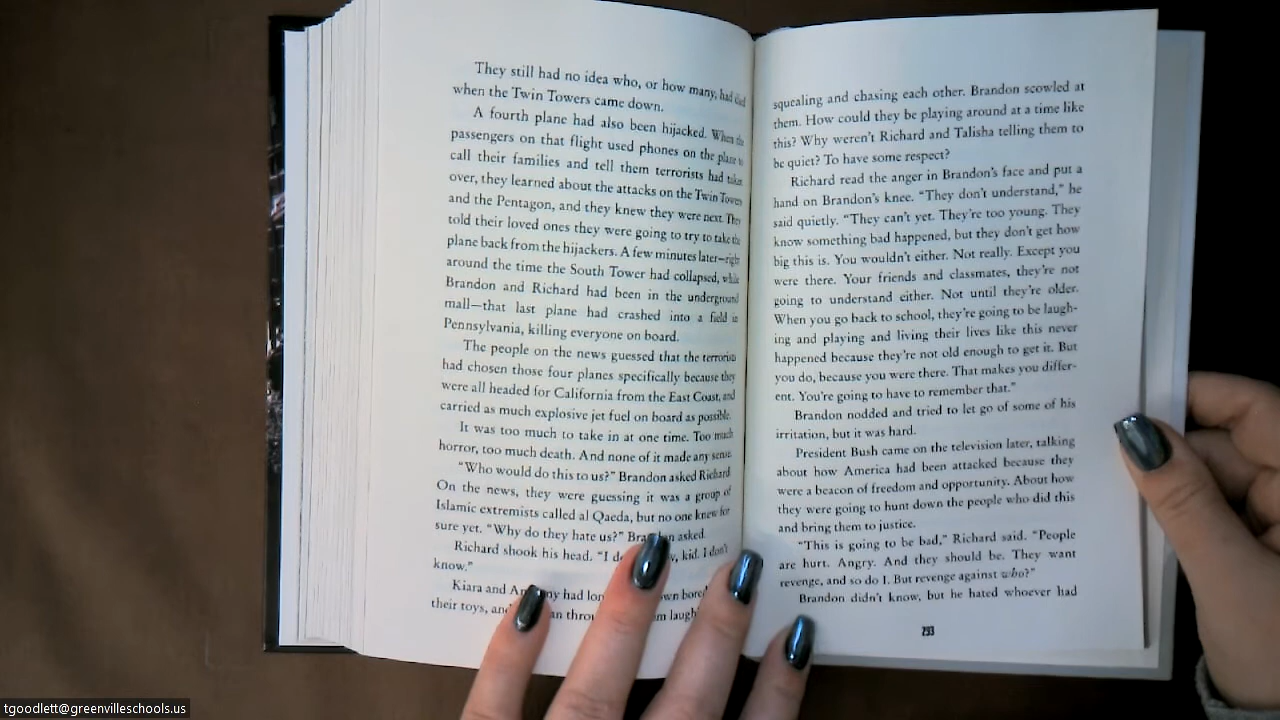 They still had no idea who, or how many, had died
when the Twin Towers came down.
A fourth plane had also been hijacked. When the
passengers on that flight used phones on the plane to
call their families and tell them terrorists had taken
over, they learned about the attacks on the Twin Towers
and the Pentagon, and they knew they were next. They
told their loved ones they were going to try to take the
plane back from the hijackers. A few minutes later—right
around the time the South Tower had collapsed, while
Brandon and Richard had been in the underground
mall—that last plane had crashed into a field in
Pennsylvania, killing everyone on board.
The people on the news guessed that the terrorists
had chosen those four planes specifically because they
were all headed for California from the East Coast, and
carried as much explosive jet fuel on board as possible.
It was too much to take in at one time. Too much
horror, too much death. And none of it made any sense.
"Who would do this to us?" Brandon asked Richard
On the news, they were guessing it was a group of
Islamic extremists called al Qaeda, but no one knew for
sure yet. "Why do they hate us?" Brandon asked.
Richard shook his head. "I kid. I don't
know."
Kiara and had bored
their toys, and laugh
squealing and chasing each other. Brandon scowled at
them. How could they be playing around at a time like
this? Why weren't Richard and Talisha telling them to
be quiet? To have some respect?
Richard read the anger in Brandon's face and put a
hand on Brandon's knee. "They don't understand," he
said quietly. "They can't yet. They're too young. They
know something bad happened, but they don't get how
big this is. You wouldn't either. Not really. Except you
were there. Your friends and classmates, they're not
going to understand either. Not until they're older.
When you go back to school, they're going to be laugh-
ing and playing and living their lives like this never
happened because they're not old enough to get it. But
you do, because you were there. That makes you differ-
ent. You're going to have to remember that."
Brandon nodded and tried to let go of some of his
irritation, but it was hard.
President Bush came on the television later, talking
about how America had been attacked because they
were a beacon of freedom and opportunity. About how
they were going to hunt down the people who did this
and bring them to justice.
"This is going to be bad," Richard said. "People
are hurt. Angry. And they should be. They want
revenge, and so do I. But revenge against who?"
Brandon didn't know, but he hated whoever had
293
tgoodlett@greenvilleschools.us